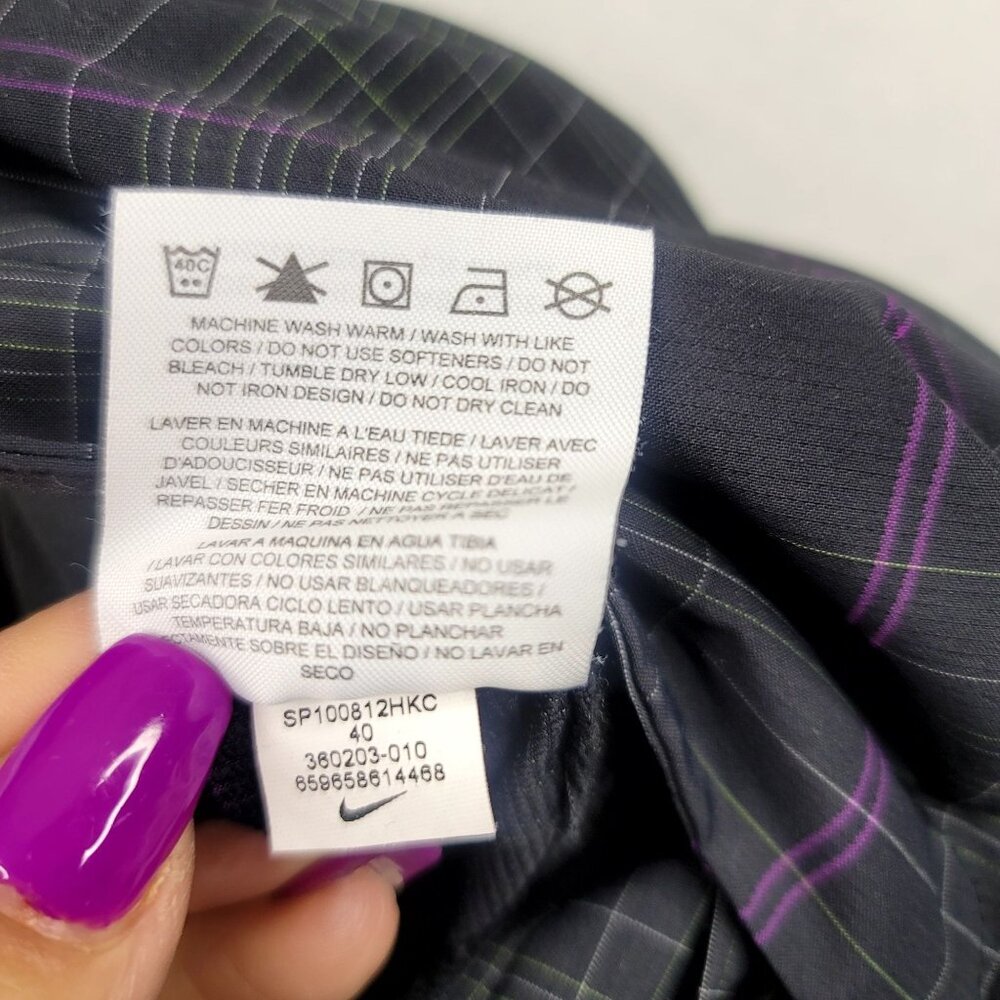 40C
MACHINE WASH WARM / WASH WITH LIKE
COLORS / DO NOT USE SOFTENERS / DO NOT
BLEACH / TUMBLE DRY LOW / COOL IRON / DO
NOT IRON DESIGN / DO NOT DRY CLEAN
LAVER EN MACHINE A L'EAU TIEDE / LAVER AVEC
COULEURS SIMILAIRES / NE PAS UTILISER
D'ADOUCISSEUR / NE PAS UTILISER D'EAU DE
JAVEL / SECHER EN MACHINE CYCLE DELICAT /
REPASSER FER FROID / NE PAS REPASSER LE
DESSIN / NE PAS NETTOYER A SEC
LAVAR A MAQUINA EN AGUA TIBIA
/ LAVAR CON COLORES SIMILARES / NO USAR
SUAVIZANTES / NO USAR BLANQUEADORES /
USAR SECADORA CICLO LENTO / USAR PLANCHA
TEMPERATURA BAJA / NO PLANCHAR
SOBRE EL DISEÑO / NO LAVAR EN
SECO
SP100812HKC
40
360203-010
659658614468